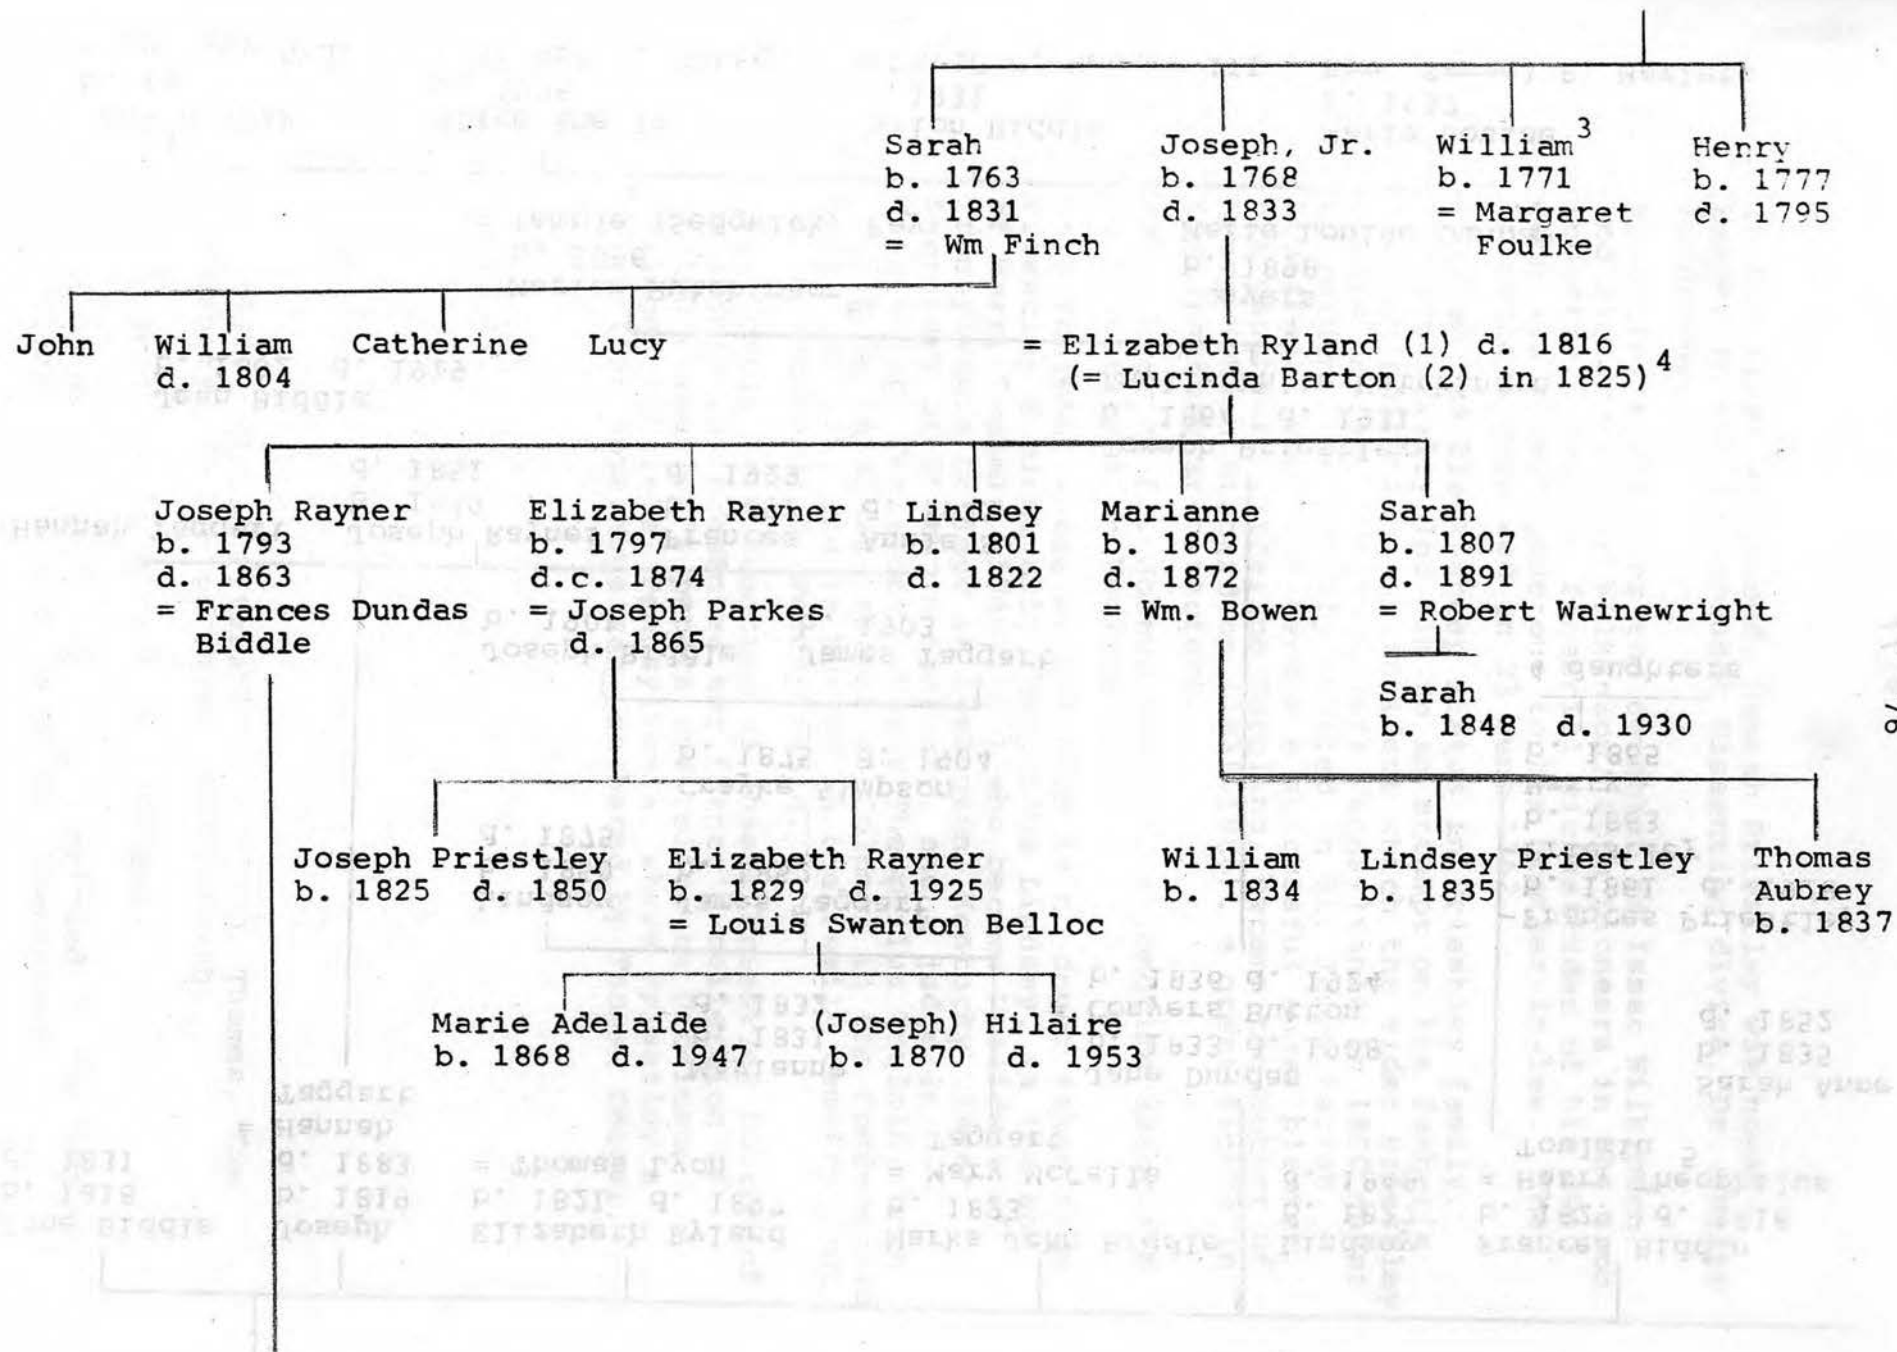 Sarah
b. 1763
d. 1831
= Wm Finch
Joseph, Jr.
b. 1768
d. 1833
William 3
b. 1771
= Margaret
Foulke
Henry
b. 1777
d. 1795
John
William
d. 1804
Catherine
Lucy
= Elizabeth Ryland (1) d. 1816
(= Lucinda Barton (2) in 1825) 4
Joseph Rayner
b. 1793
d. 1863
= Frances Dundas
Biddle
Elizabeth Rayner
b. 1797
d.c. 1874
= Joseph Parkes
d. 1865
Lindsey
b. 1801
d. 1822
Marianne
b. 1803
d. 1872
= Wm. Bowen
Sarah
b. 1807
d. 1891
= Robert Wainewright
Sarah
b. 1848 d. 1930
Joseph Priestley
b. 1825 d. 1850
Elizabeth Rayner
b. 1829 d. 1925
= Louis Swanton Belloc
William
b. 1834
Lindsey Priestley
b. 1835
Thomas
Aubrey
b. 1837
Marie Adelaide
b. 1868 d. 1947
(Joseph) Hilaire
b. 1870 d. 1953